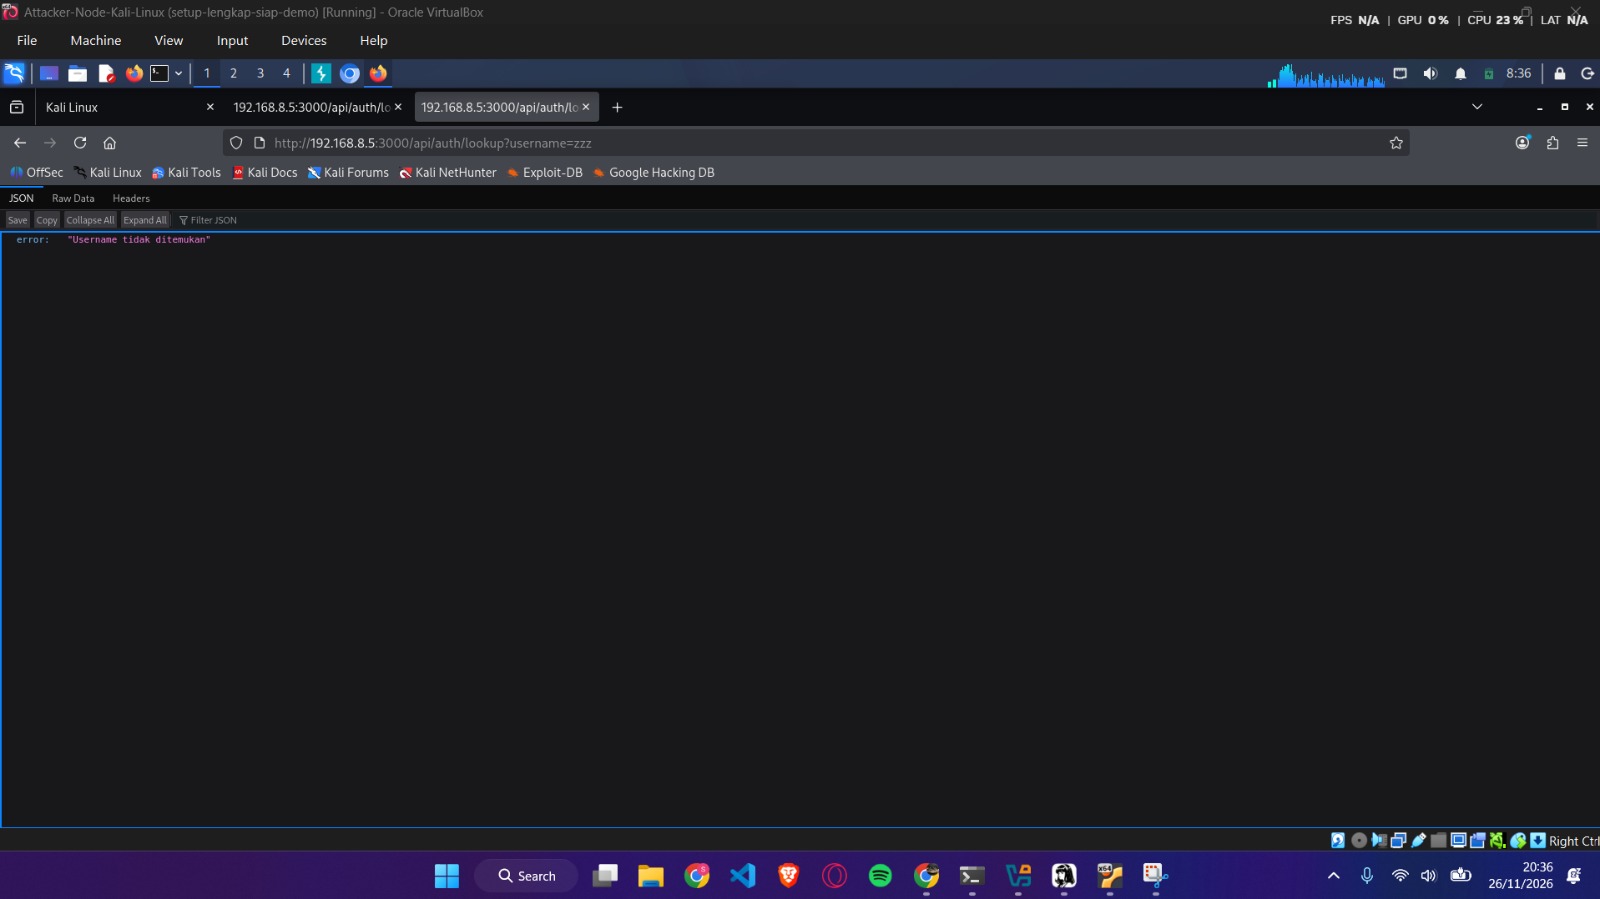 Attacker-Node-Kali-Linux (setup-lengkap-siap-demo) [Running] - Oracle VirtualBox
FPS N/A | GPU 0 % | CPU 23 % | LAT N/A
File Machine View Input Devices Help
1 2 3 4 8:36
Kali Linux 192.168.8.5:3000/api/auth/lo 192.168.8.5:3000/api/auth/lo
http://192.168.8.5:3000/api/auth/lookup?username=zzz
OffSec Kali Linux Kali Tools Kali Docs Kali Forums Kali NetHunter Exploit-DB Google Hacking DB
JSON Raw Data Headers
Save Copy Collapse All Expand All Filter JSON
error: "Username tidak ditemukan"
Right Ctrl
Search
20:36
26/11/2026